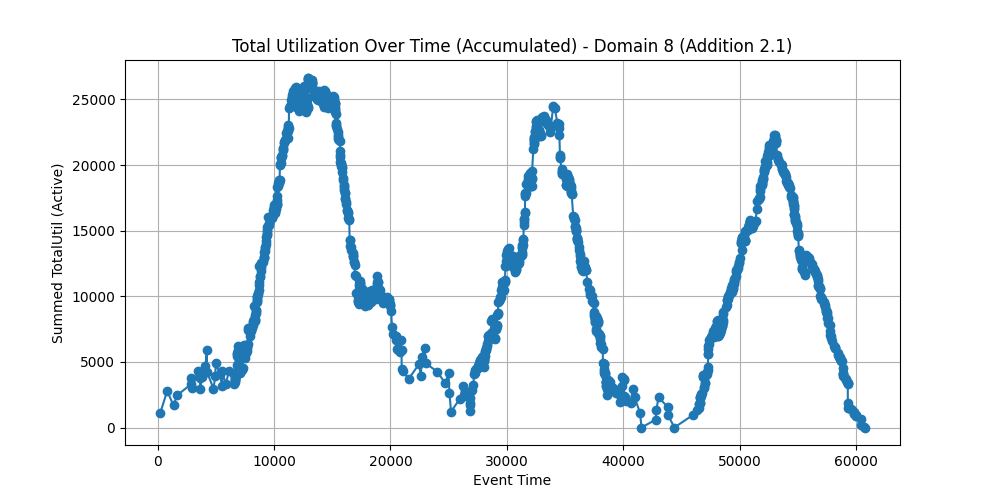 Total Utilization Over Time (Accumulated) - Domain 8 (Addition 2.1)
Summed TotalUtil (Active)
25000
20000
15000
10000
5000
0
0 10000 20000 30000 40000 50000 60000
Event Time